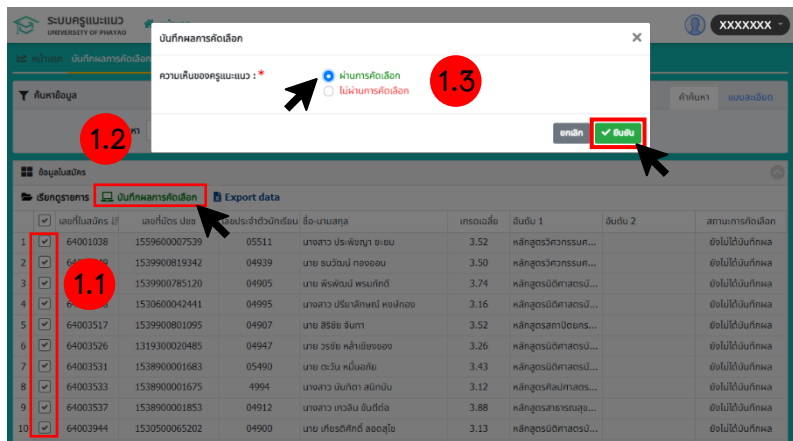 ระบบครูแนะแนว
UNIVERSITY OF PHAYAO
XXXXXXX
บันทึกผลการคัดเลือก
×
หน้าแรก บันทึกผลการคัดเลือก
ความเห็นของครูแนะแนว : *
ผ่านการคัดเลือก
ไม่ผ่านการคัดเลือก
1.3
ค้นหาข้อมูล
คำค้นหา แบบละเอียด
1.2
ยกเลิก ยืนยัน
ข้อมูลใบสมัคร
เรียกดูรายการ บันทึกผลการคัดเลือก Export data
เลขที่ใบสมัคร เลขที่บัตร ปชช เลขประจำตัวนักเรียน ชื่อ-นามสกุล เกรดเฉลี่ย อันดับ 1 อันดับ 2 สถานะการคัดเลือก
1 64001038 1559600007539 05511 นางสาว ประพิชญา ยะยม 3.52 หลักสูตรวิศวกรรมศ... ยังไม่ได้บันทึกผล
2 1539900819342 04939 นาย ธนวัฒน์ ทองออน 3.50 หลักสูตรวิศวกรรมศ... ยังไม่ได้บันทึกผล
1.1
3 1539900785120 04905 นาย พีรพัฒน์ พรมภักดี 3.74 หลักสูตรนิติศาสตรบั... ยังไม่ได้บันทึกผล
4 1530600042441 04995 นางสาว ปรียาลักษณ์ หงษ์ทอง 3.16 หลักสูตรนิติศาสตรบั... ยังไม่ได้บันทึกผล
5 64003517 1539900801095 04907 นาย สิริชัย จันทา 3.52 หลักสูตรสถาปัตยกร... ยังไม่ได้บันทึกผล
6 64003526 1319300020485 04947 นาย วรชัย หล้าเขียงของ 3.26 หลักสูตรนิติศาสตรบั... ยังไม่ได้บันทึกผล
7 64003531 1538900001683 05490 นาย ตะวัน หมื่นอภัย 3.43 หลักสูตรนิติศาสตรบั... ยังไม่ได้บันทึกผล
8 64003533 1538900001675 4994 นางสาว นันทิตา สนิทนับ 3.12 หลักสูตรศิลปศาสตร... ยังไม่ได้บันทึกผล
9 64003537 1538900001853 04912 นางสาว เกวลิน ขันตีต่อ 3.88 หลักสูตรสาธารณสุข... ยังไม่ได้บันทึกผล
10 64003944 1530500065202 04900 นาย เกียรติศักดิ์ ลอดสุโข 3.13 หลักสูตรนิติศาสตรบั... ยังไม่ได้บันทึกผล